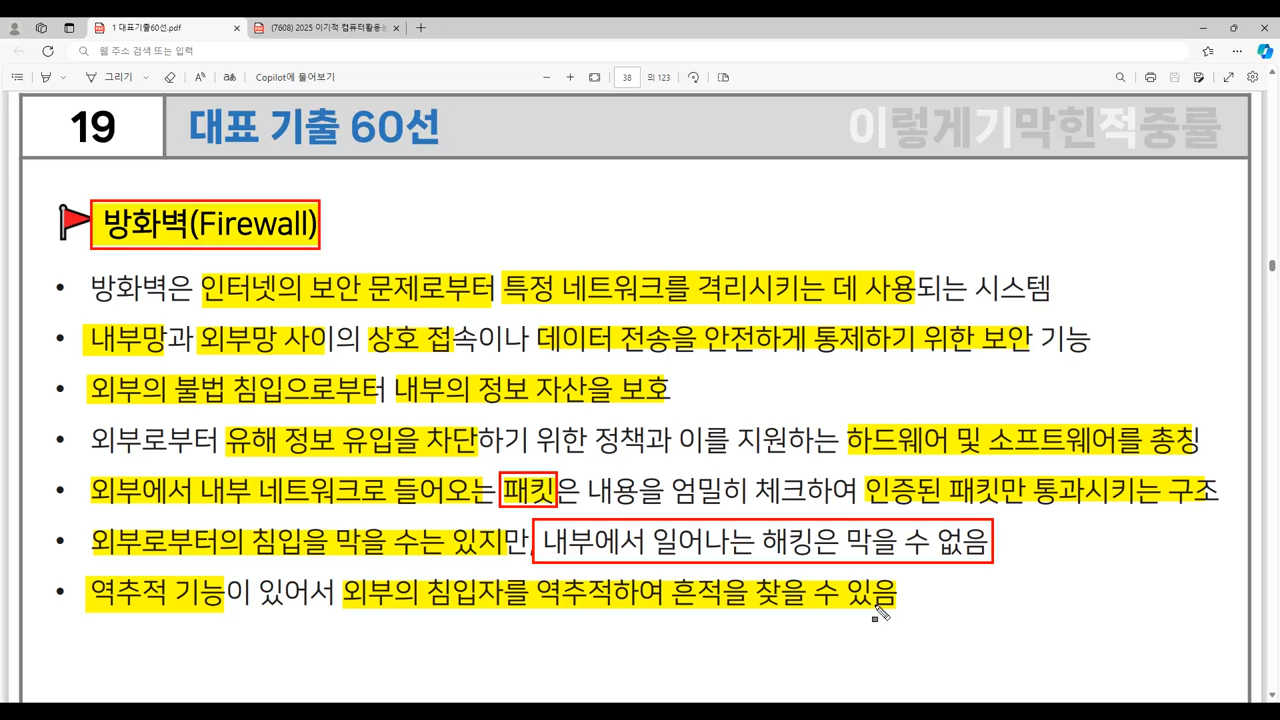 1 대표기출60선.pdf
(7608) 2025 이기적 컴퓨터활용능
웹 주소 검색 또는 입력
그리기
aあ
Copilot에 물어보기
38 의 123
19
대표 기출 60선
이렇게기막힌적중률
방화벽(Firewall)
• 방화벽은 인터넷의 보안 문제로부터 특정 네트워크를 격리시키는 데 사용되는 시스템
• 내부망과 외부망 사이의 상호 접속이나 데이터 전송을 안전하게 통제하기 위한 보안 기능
• 외부의 불법 침입으로부터 내부의 정보 자산을 보호
• 외부로부터 유해 정보 유입을 차단하기 위한 정책과 이를 지원하는 하드웨어 및 소프트웨어를 총칭
• 외부에서 내부 네트워크로 들어오는 패킷은 내용을 엄밀히 체크하여 인증된 패킷만 통과시키는 구조
• 외부로부터의 침입을 막을 수는 있지만, 내부에서 일어나는 해킹은 막을 수 없음
• 역추적 기능이 있어서 외부의 침입자를 역추적하여 흔적을 찾을 수 있음